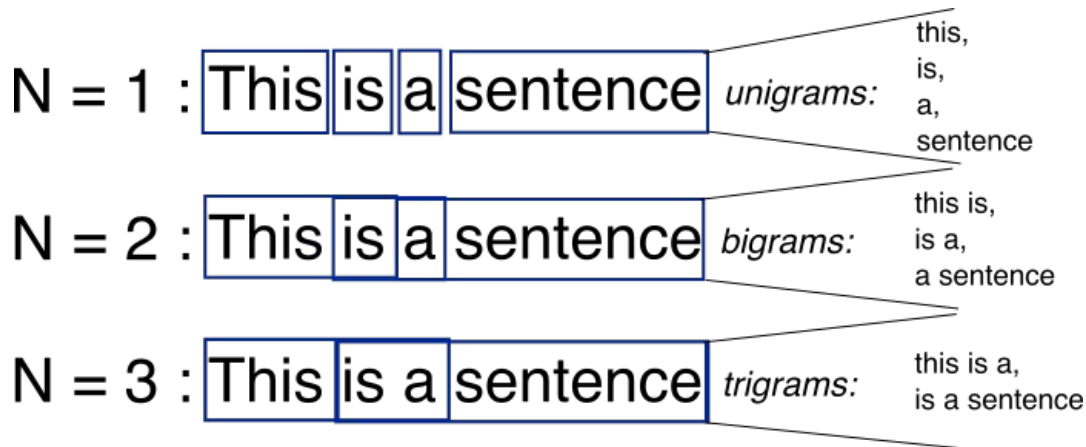 N = 1 : This is a sentence unigrams:
this,
is,
a,
sentence
N = 2 : This is a sentence bigrams:
this is,
is a,
a sentence
N = 3 : This is a sentence trigrams:
this is a,
is a sentence